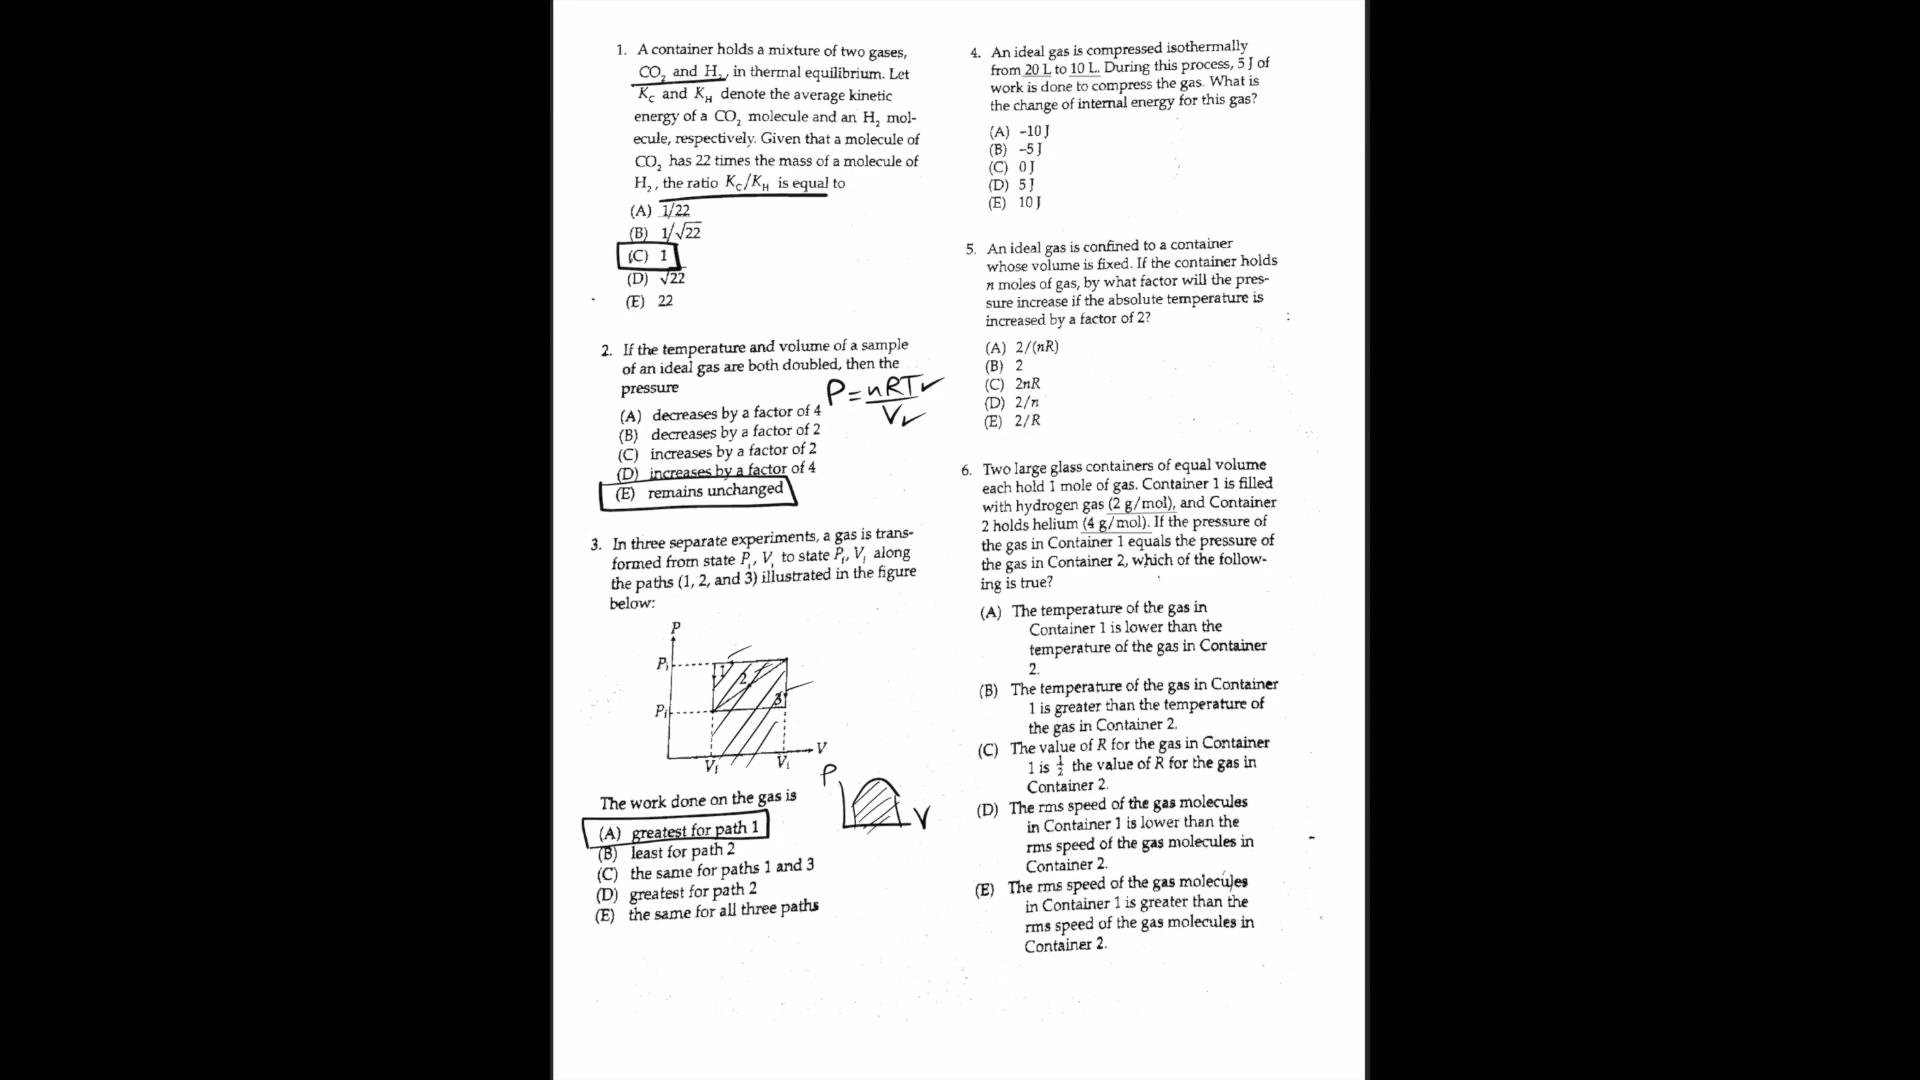 1. A container holds a mixture of two gases,
CO₂ and H₂, in thermal equilibrium. Let
K_C and K_H denote the average kinetic
energy of a CO₂ molecule and an H₂ mol-
ecule, respectively. Given that a molecule of
CO₂ has 22 times the mass of a molecule of
H₂, the ratio K_C/K_H is equal to
(A) 1/22
(B) 1/√22
(C) 1
(D) √22
(E) 22
2. If the temperature and volume of a sample
of an ideal gas are both doubled, then the
pressure
P = nRT✓
V✓
(A) decreases by a factor of 4
(B) decreases by a factor of 2
(C) increases by a factor of 2
(D) increases by a factor of 4
(E) remains unchanged
3. In three separate experiments, a gas is trans-
formed from state Pᵢ, Vᵢ to state P_f, V_f along
the paths (1, 2, and 3) illustrated in the figure
below:
P
Pᵢ
1
2
3
P_f
V
V_f
Vᵢ
P
V
The work done on the gas is
(A) greatest for path 1
(B) least for path 2
(C) the same for paths 1 and 3
(D) greatest for path 2
(E) the same for all three paths
4. An ideal gas is compressed isothermally
from 20 L to 10 L. During this process, 5 J of
work is done to compress the gas. What is
the change of internal energy for this gas?
(A) –10 J
(B) –5 J
(C) 0 J
(D) 5 J
(E) 10 J
5. An ideal gas is confined to a container
whose volume is fixed. If the container holds
n moles of gas, by what factor will the pres-
sure increase if the absolute temperature is
increased by a factor of 2?
(A) 2/(nR)
(B) 2
(C) 2nR
(D) 2/n
(E) 2/R
6. Two large glass containers of equal volume
each hold 1 mole of gas. Container 1 is filled
with hydrogen gas (2 g/mol), and Container
2 holds helium (4 g/mol). If the pressure of
the gas in Container 1 equals the pressure of
the gas in Container 2, which of the follow-
ing is true?
(A) The temperature of the gas in
Container 1 is lower than the
temperature of the gas in Container
2.
(B) The temperature of the gas in Container
1 is greater than the temperature of
the gas in Container 2.
(C) The value of R for the gas in Container
1 is ½ the value of R for the gas in
Container 2.
(D) The rms speed of the gas molecules
in Container 1 is lower than the
rms speed of the gas molecules in
Container 2.
(E) The rms speed of the gas molecules
in Container 1 is greater than the
rms speed of the gas molecules in
Container 2.